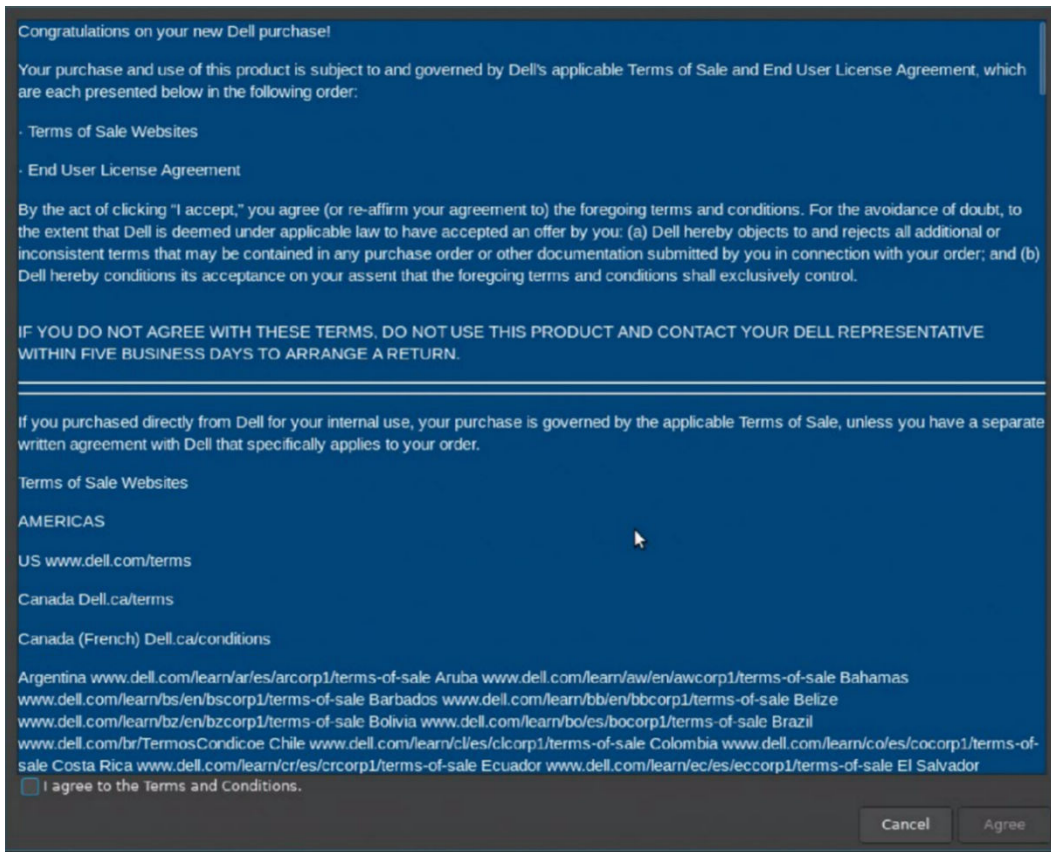 Congratulations on your new Dell purchase!
Your purchase and use of this product is subject to and governed by Dell's applicable Terms of Sale and End User License Agreement, which
are each presented below in the following order:
· Terms of Sale Websites
· End User License Agreement
By the act of clicking “I accept,” you agree (or re-affirm your agreement to) the foregoing terms and conditions. For the avoidance of doubt, to
the extent that Dell is deemed under applicable law to have accepted an offer by you: (a) Dell hereby objects to and rejects all additional or
inconsistent terms that may be contained in any purchase order or other documentation submitted by you in connection with your order; and (b)
Dell hereby conditions its acceptance on your assent that the foregoing terms and conditions shall exclusively control.
IF YOU DO NOT AGREE WITH THESE TERMS, DO NOT USE THIS PRODUCT AND CONTACT YOUR DELL REPRESENTATIVE
WITHIN FIVE BUSINESS DAYS TO ARRANGE A RETURN.
If you purchased directly from Dell for your internal use, your purchase is governed by the applicable Terms of Sale, unless you have a separate
written agreement with Dell that specifically applies to your order.
Terms of Sale Websites
AMERICAS
US www.dell.com/terms
Canada Dell.ca/terms
Canada (French) Dell.ca/conditions
Argentina www.dell.com/learn/ar/es/arcorp1/terms-of-sale Aruba www.dell.com/learn/aw/en/awcorp1/terms-of-sale Bahamas
www.dell.com/learn/bs/en/bscorp1/terms-of-sale Barbados www.dell.com/learn/bb/en/bbcorp1/terms-of-sale Belize
www.dell.com/learn/bz/en/bzcorp1/terms-of-sale Bolivia www.dell.com/learn/bo/es/bocorp1/terms-of-sale Brazil
www.dell.com/br/TermosCondicoe Chile www.dell.com/learn/cl/es/clcorp1/terms-of-sale Colombia www.dell.com/learn/co/es/cocorp1/terms-of-
sale Costa Rica www.dell.com/learn/cr/es/crcorp1/terms-of-sale Ecuador www.dell.com/learn/ec/es/eccorp1/terms-of-sale El Salvador
I agree to the Terms and Conditions.
Cancel Agree